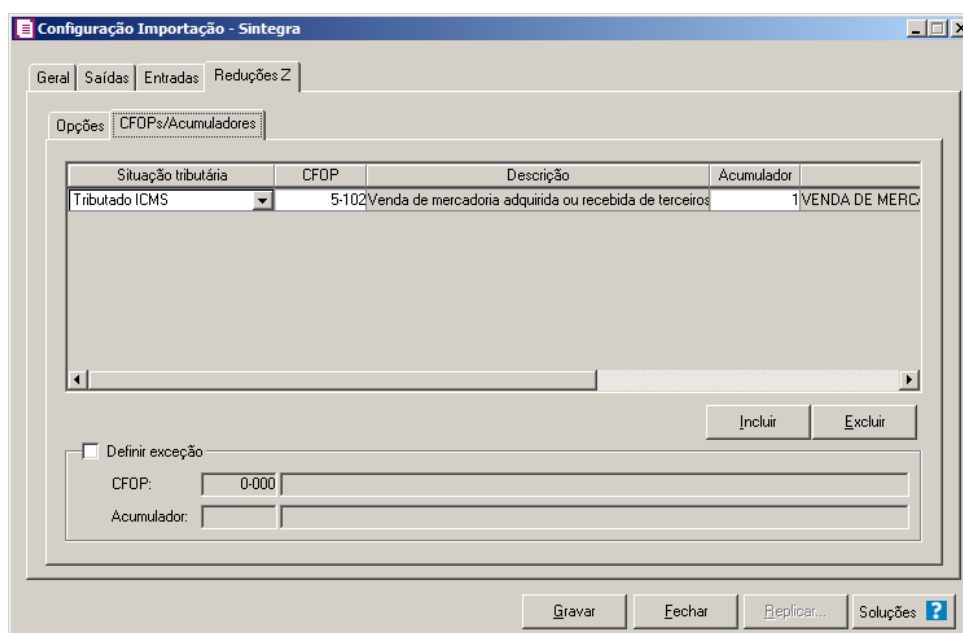 Configuração Importação - Sintegra
Geral Saídas Entradas Reduções Z
Opções CFOPs/Acumuladores
Situação tributária CFOP Descrição Acumulador
Tributado ICMS 5-102 Venda de mercadoria adquirida ou recebida de terceiros 1 VENDA DE MERCA
Incluir Excluir
Definir exceção
CFOP: 0-000
Acumulador:
Gravar Fechar Replicar... Soluções ?